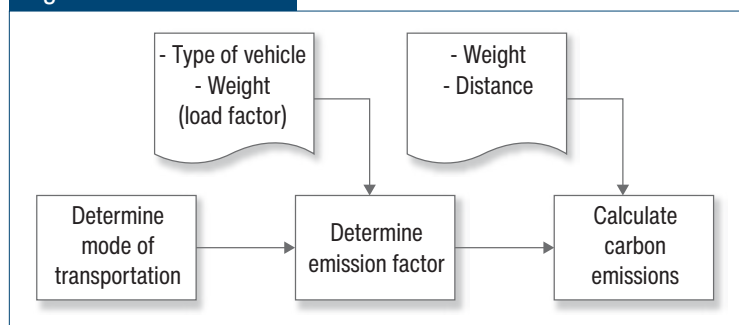 - Type of vehicle
- Weight
(load factor)
- Weight
- Distance
Determine
mode of
transportation
Determine
emission factor
Calculate
carbon
emissions